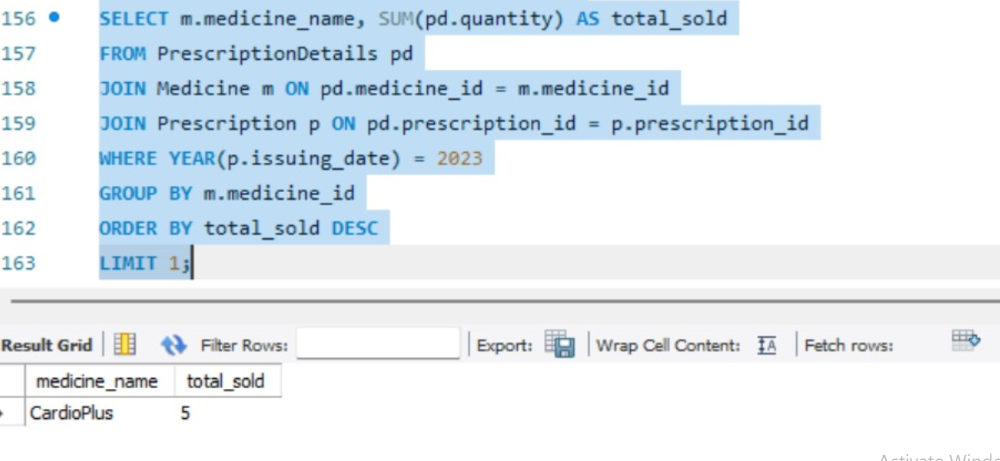 156 SELECT m.medicine_name, SUM(pd.quantity) AS total_sold
157 FROM PrescriptionDetails pd
158 JOIN Medicine m ON pd.medicine_id = m.medicine_id
159 JOIN Prescription p ON pd.prescription_id = p.prescription_id
160 WHERE YEAR(p.issuing_date) = 2023
161 GROUP BY m.medicine_id
162 ORDER BY total_sold DESC
163 LIMIT 1;
Result Grid Filter Rows: Export: Wrap Cell Content: Fetch rows:
medicine_name total_sold
CardioPlus 5